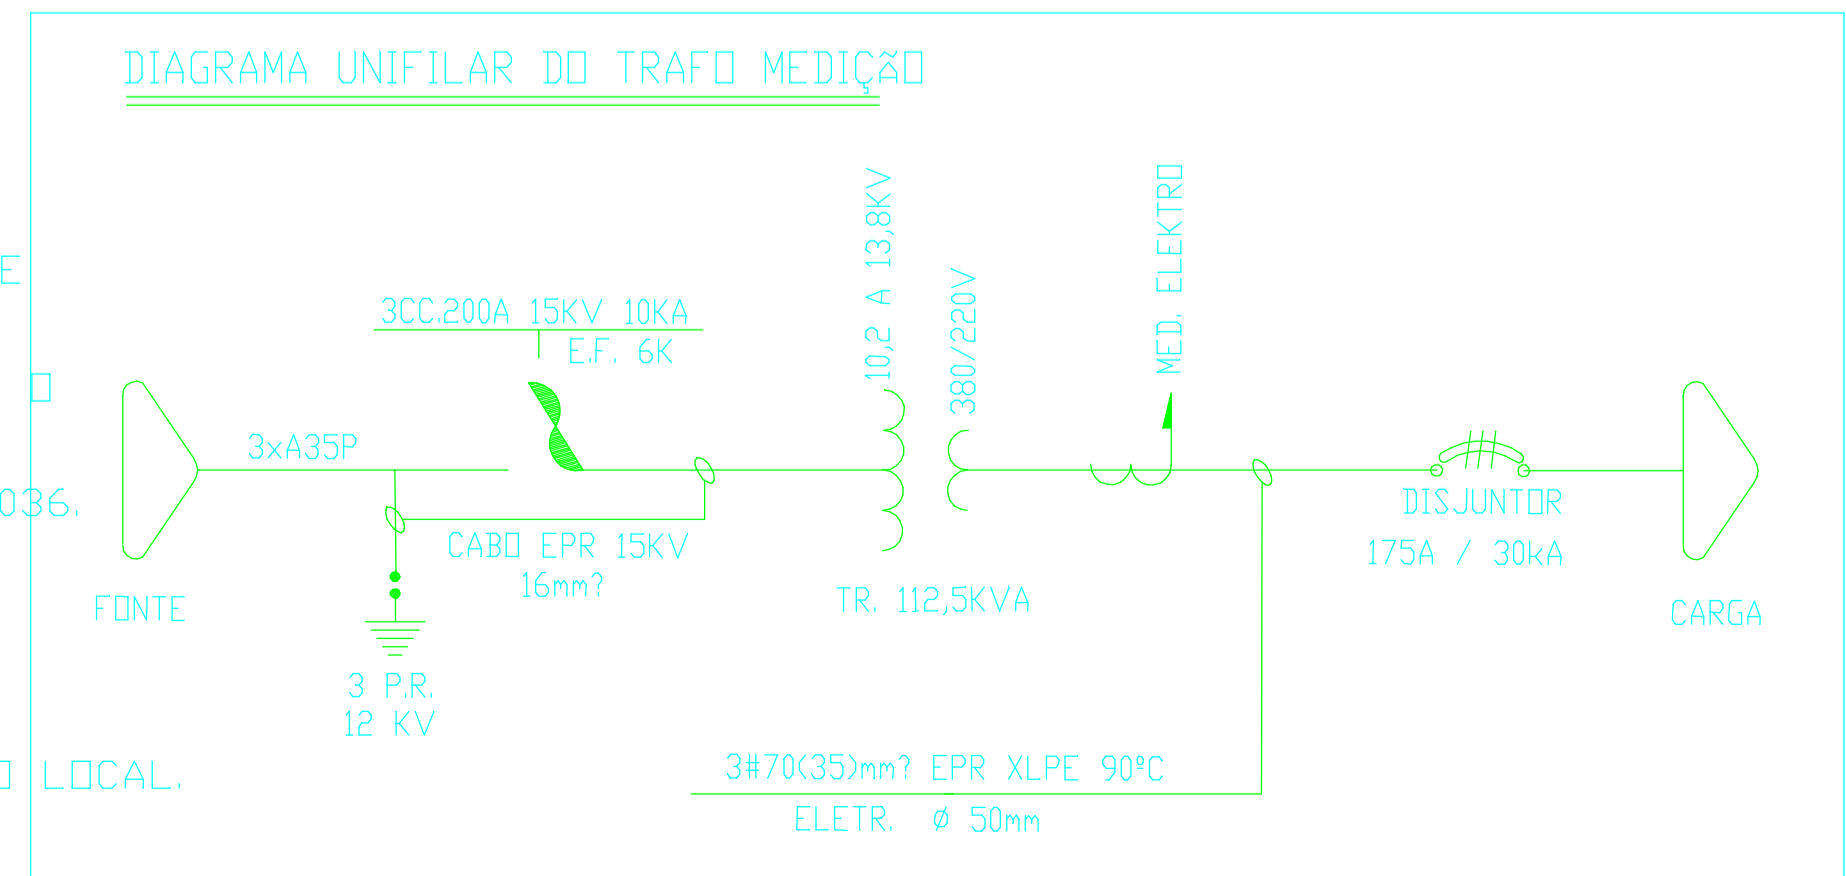 DIAGRAMA UNIFILAR DO TRAFO MEDIÇÃO
10,2 A 13,8KV
380/220V
MED. ELEKTRO
E
3CC.200A 15KV 10KA
E.F. 6K
O
3xA35P
036.
DISJUNTOR
175A / 30kA
CABO EPR 15KV
16mm?
TR. 112,5KVA
FONTE
CARGA
3 P.R.
12 KV
O LOCAL.
3#70(35)mm? EPR XLPE 90ºC
ELETR. Ø 50mm